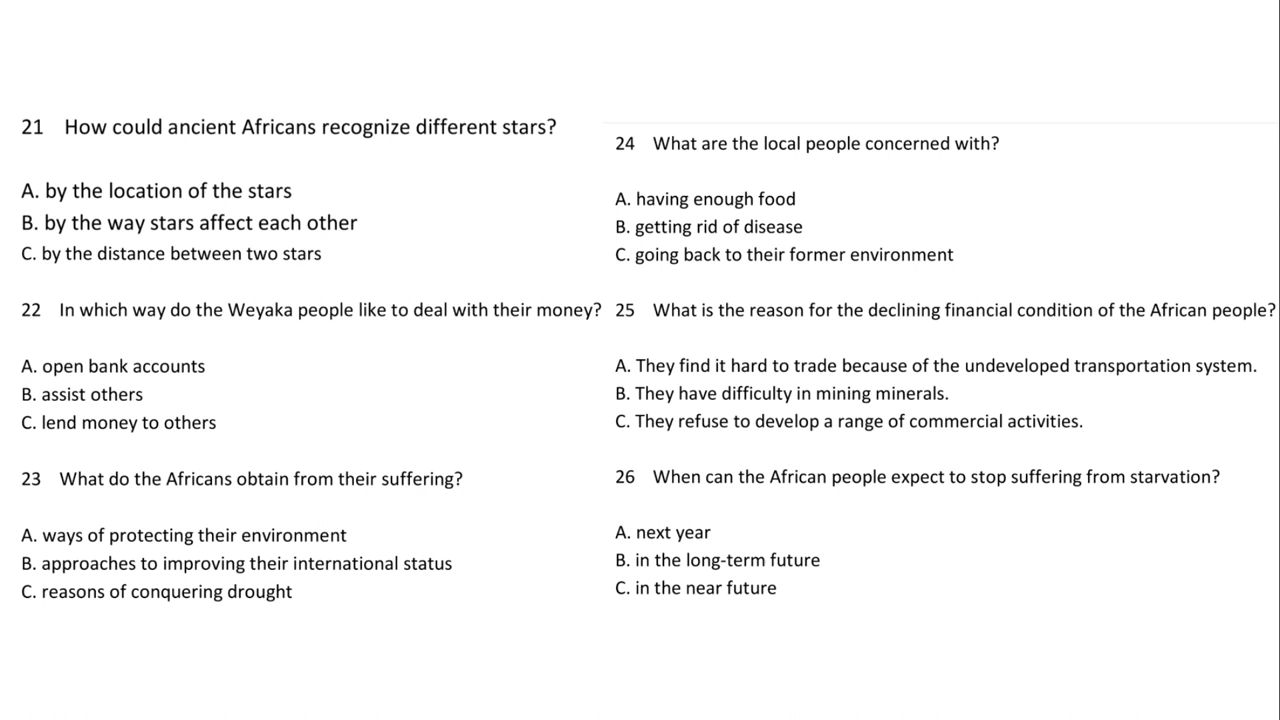 21 How could ancient Africans recognize different stars?
A. by the location of the stars
B. by the way stars affect each other
C. by the distance between two stars
22 In which way do the Weyaka people like to deal with their money?
A. open bank accounts
B. assist others
C. lend money to others
23 What do the Africans obtain from their suffering?
A. ways of protecting their environment
B. approaches to improving their international status
C. reasons of conquering drought
24 What are the local people concerned with?
A. having enough food
B. getting rid of disease
C. going back to their former environment
25 What is the reason for the declining financial condition of the African people?
A. They find it hard to trade because of the undeveloped transportation system.
B. They have difficulty in mining minerals.
C. They refuse to develop a range of commercial activities.
26 When can the African people expect to stop suffering from starvation?
A. next year
B. in the long-term future
C. in the near future